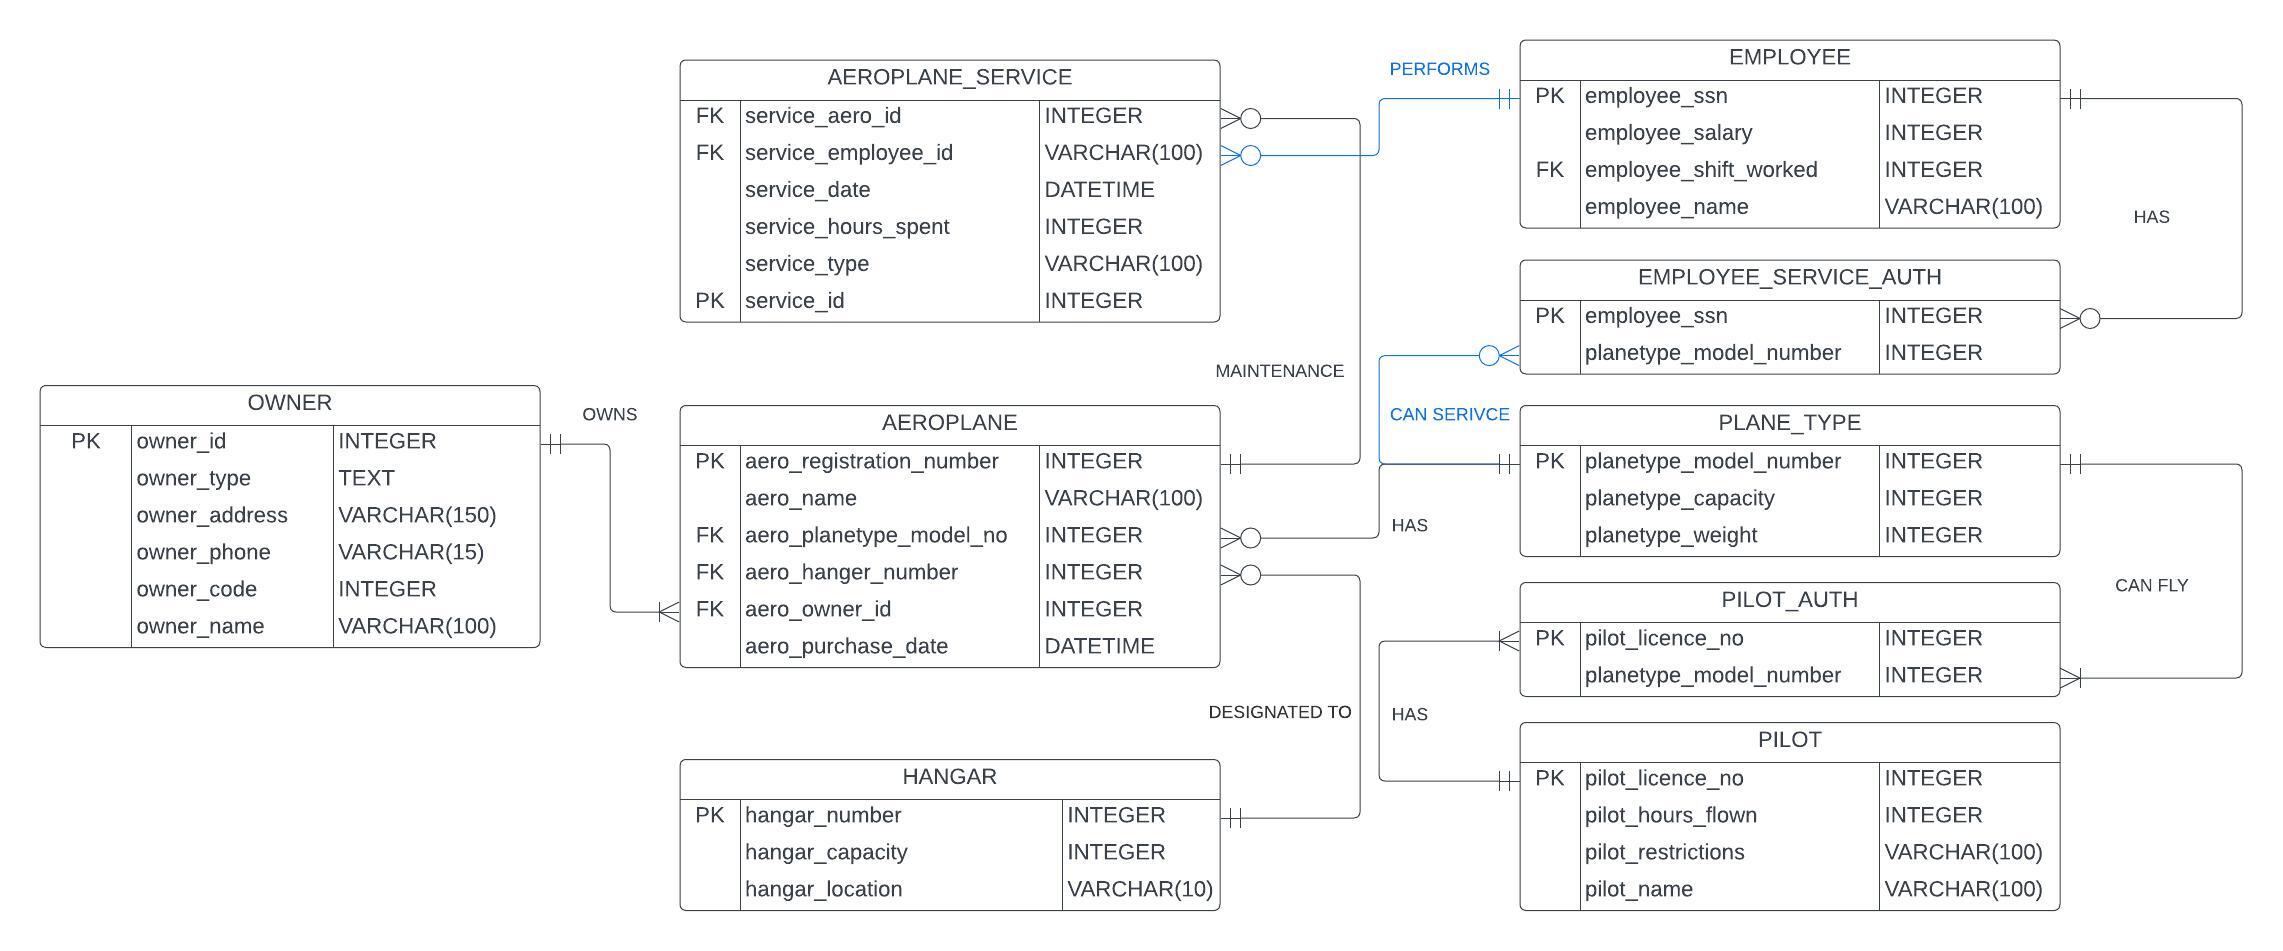 AEROPLANE_SERVICE
FK service_aero_id INTEGER
FK service_employee_id VARCHAR(100)
service_date DATETIME
service_hours_spent INTEGER
service_type VARCHAR(100)
PK service_id INTEGER
PERFORMS
EMPLOYEE
PK employee_ssn INTEGER
employee_salary INTEGER
FK employee_shift_worked INTEGER
employee_name VARCHAR(100)
HAS
EMPLOYEE_SERVICE_AUTH
PK employee_ssn INTEGER
planetype_model_number INTEGER
MAINTENANCE
OWNER
PK owner_id INTEGER
owner_type TEXT
owner_address VARCHAR(150)
owner_phone VARCHAR(15)
owner_code INTEGER
owner_name VARCHAR(100)
OWNS
AEROPLANE
PK aero_registration_number INTEGER
aero_name VARCHAR(100)
FK aero_planetype_model_no INTEGER
FK aero_hanger_number INTEGER
FK aero_owner_id INTEGER
aero_purchase_date DATETIME
CAN SERIVCE
PLANE_TYPE
PK planetype_model_number INTEGER
planetype_capacity INTEGER
planetype_weight INTEGER
HAS
CAN FLY
PILOT_AUTH
PK pilot_licence_no INTEGER
planetype_model_number INTEGER
DESIGNATED TO
HAS
HANGAR
PK hangar_number INTEGER
hangar_capacity INTEGER
hangar_location VARCHAR(10)
PILOT
PK pilot_licence_no INTEGER
pilot_hours_flown INTEGER
pilot_restrictions VARCHAR(100)
pilot_name VARCHAR(100)